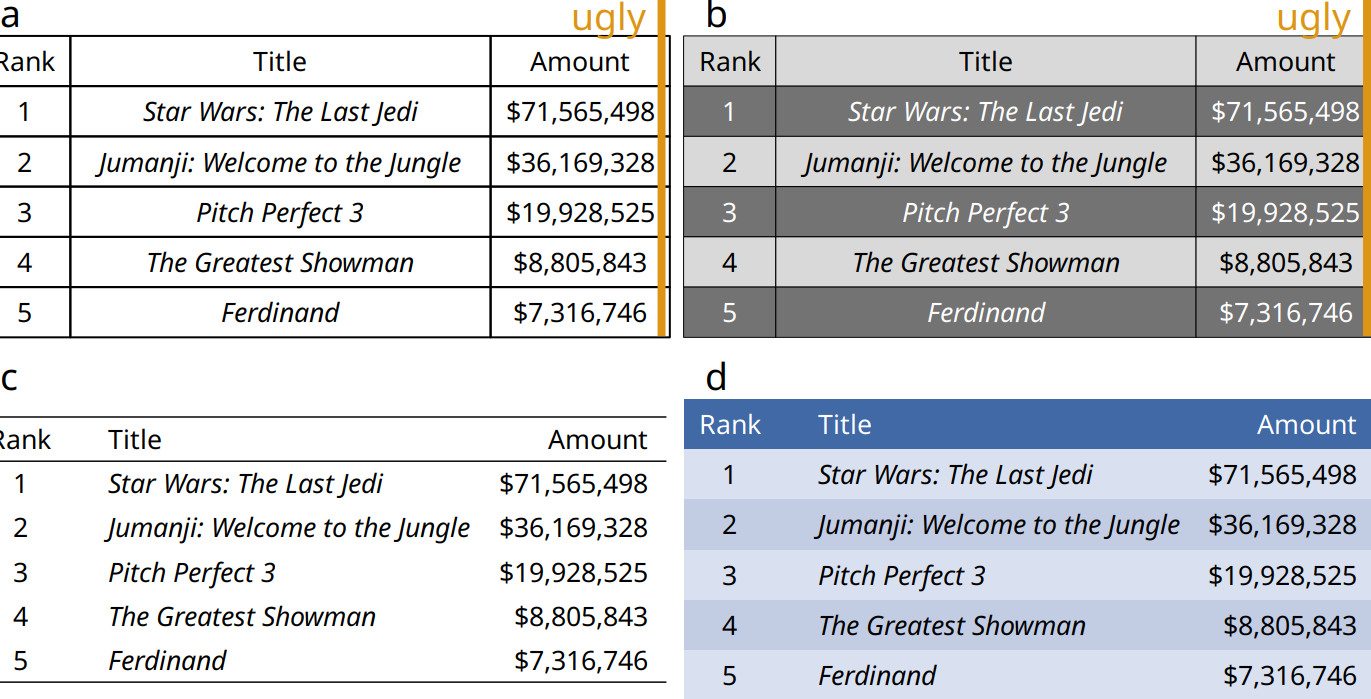 a ugly
Rank Title Amount
1 Star Wars: The Last Jedi $71,565,498
2 Jumanji: Welcome to the Jungle $36,169,328
3 Pitch Perfect 3 $19,928,525
4 The Greatest Showman $8,805,843
5 Ferdinand $7,316,746
b ugly
Rank Title Amount
1 Star Wars: The Last Jedi $71,565,498
2 Jumanji: Welcome to the Jungle $36,169,328
3 Pitch Perfect 3 $19,928,525
4 The Greatest Showman $8,805,843
5 Ferdinand $7,316,746
c
Rank Title Amount
1 Star Wars: The Last Jedi $71,565,498
2 Jumanji: Welcome to the Jungle $36,169,328
3 Pitch Perfect 3 $19,928,525
4 The Greatest Showman $8,805,843
5 Ferdinand $7,316,746
d
Rank Title Amount
1 Star Wars: The Last Jedi $71,565,498
2 Jumanji: Welcome to the Jungle $36,169,328
3 Pitch Perfect 3 $19,928,525
4 The Greatest Showman $8,805,843
5 Ferdinand $7,316,746